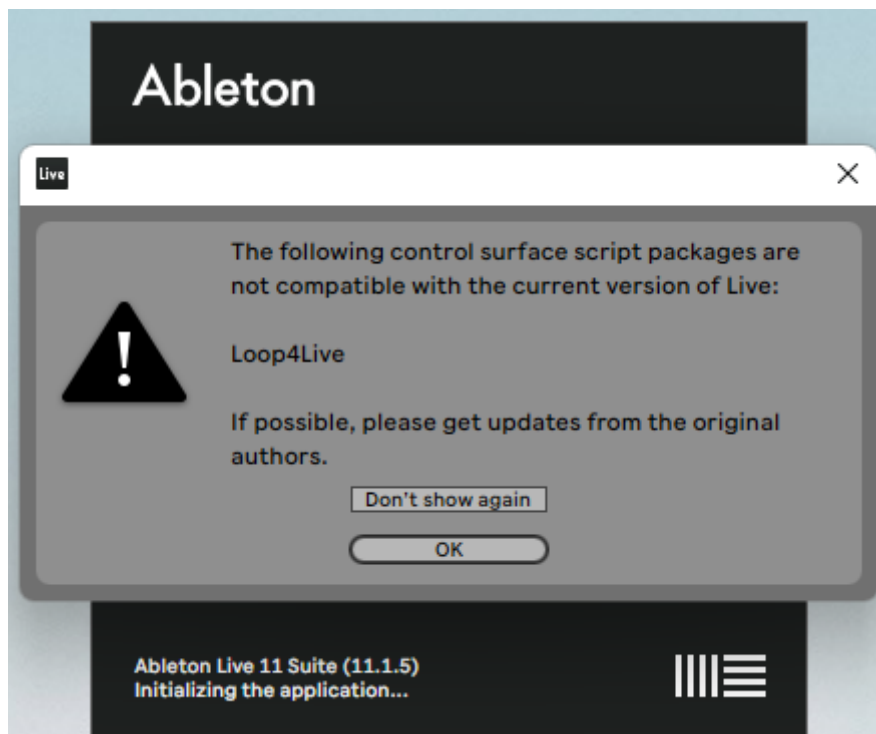 Ableton
Live
The following control surface script packages are
not compatible with the current version of Live:
Loop4Live
If possible, please get updates from the original
authors.
Don't show again
OK
Ableton Live 11 Suite (11.1.5)
Initializing the application...